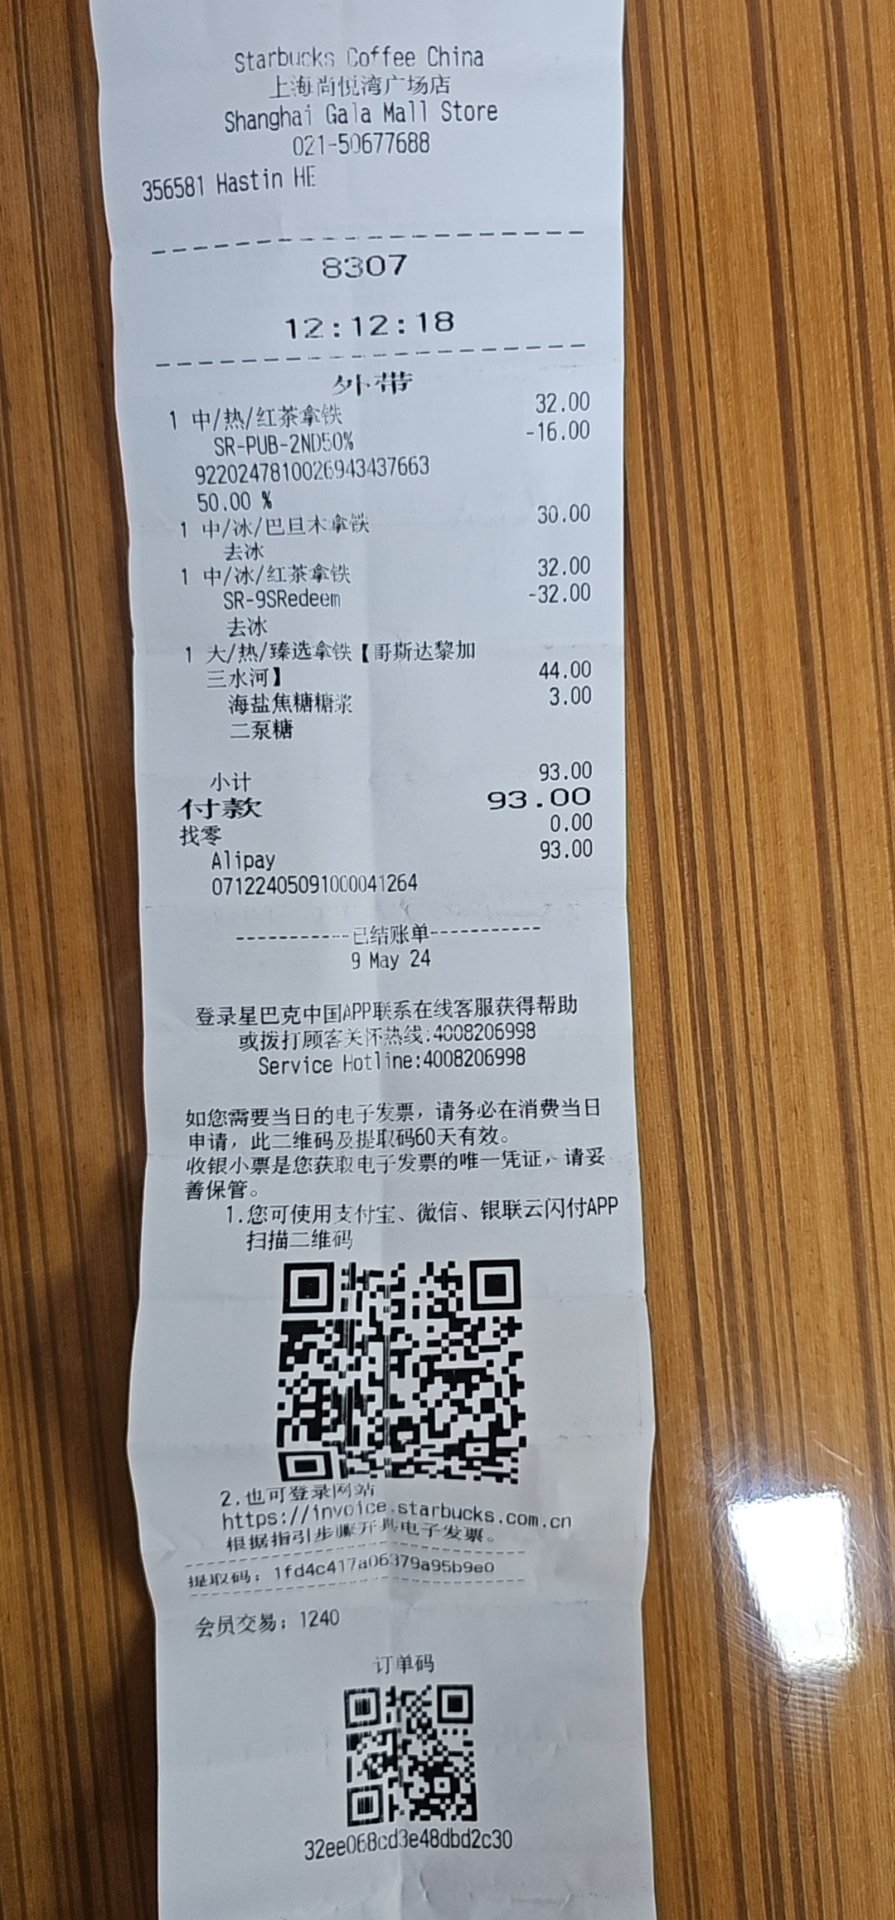 Starbucks Coffee China
上海尚悦湾广场店
Shanghai Gala Mall Store
021-50677688
356581 Hastin HE
8307
12:12:18
外带
1 中/热/红茶拿铁 32.00
SR-PUB-2ND50% -16.00
9220247810026943437663
50.00 %
1 中/冰/巴旦木拿铁 30.00
去冰
1 中/冰/红茶拿铁 32.00
SR-9SRedeem -32.00
去冰
1 大/热/臻选拿铁【哥斯达黎加
三水河】 44.00
海盐焦糖糖浆 3.00
二泵糖
小计 93.00
付款 93.00
找零 0.00
Alipay 93.00
07122405091000041264
-----------已结账单-----------
9 May 24
登录星巴克中国APP联系在线客服获得帮助
或拨打顾客关怀热线:4008206998
Service Hotline:4008206998
如您需要当日的电子发票，请务必在消费当日
申请，此二维码及提取码60天有效。
收银小票是您获取电子发票的唯一凭证，请妥
善保管。
1.您可使用支付宝、微信、银联云闪付APP
扫描二维码
2.也可登录网站
https://invoice.starbucks.com.cn
根据指引步骤开具电子发票。
提取码: 1fd4c417a06379a95b9e0
会员交易: 1240
订单码
32ee068cd3e48dbd2c30